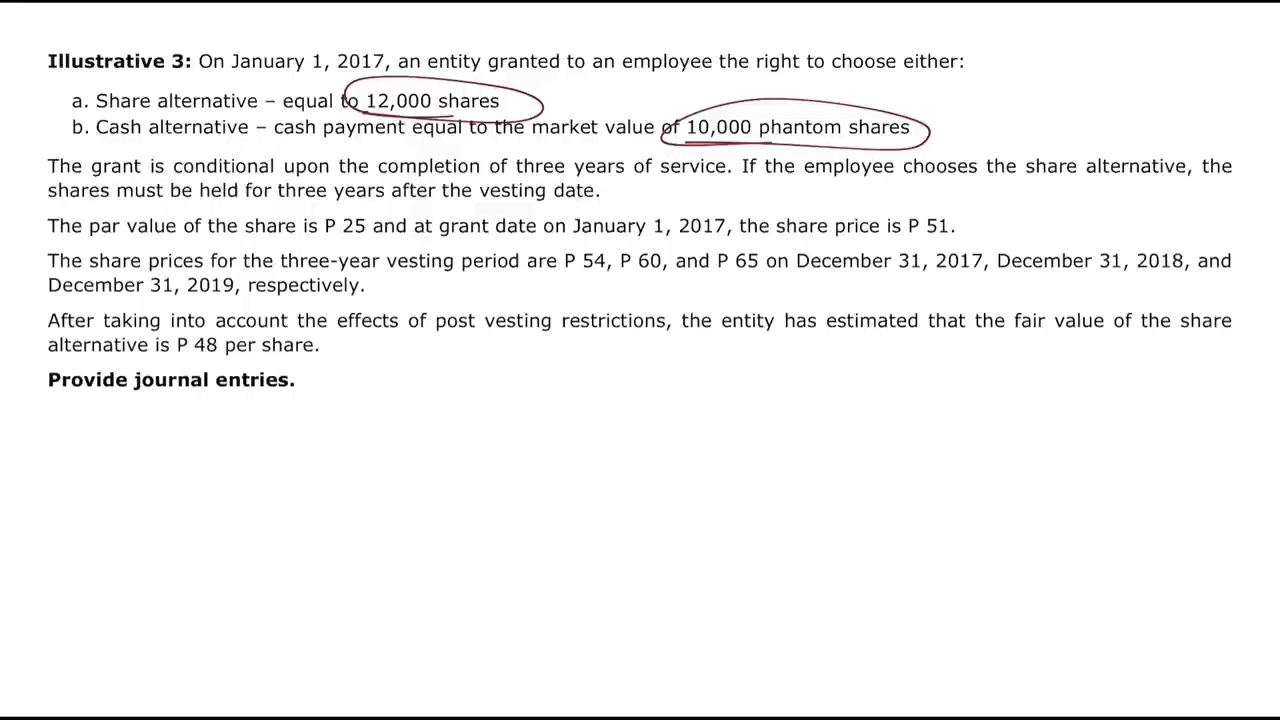 Illustrative 3: On January 1, 2017, an entity granted to an employee the right to choose either:
a. Share alternative – equal to 12,000 shares
b. Cash alternative – cash payment equal to the market value of 10,000 phantom shares
The grant is conditional upon the completion of three years of service. If the employee chooses the share alternative, the
shares must be held for three years after the vesting date.
The par value of the share is P 25 and at grant date on January 1, 2017, the share price is P 51.
The share prices for the three-year vesting period are P 54, P 60, and P 65 on December 31, 2017, December 31, 2018, and
December 31, 2019, respectively.
After taking into account the effects of post vesting restrictions, the entity has estimated that the fair value of the share
alternative is P 48 per share.
Provide journal entries.